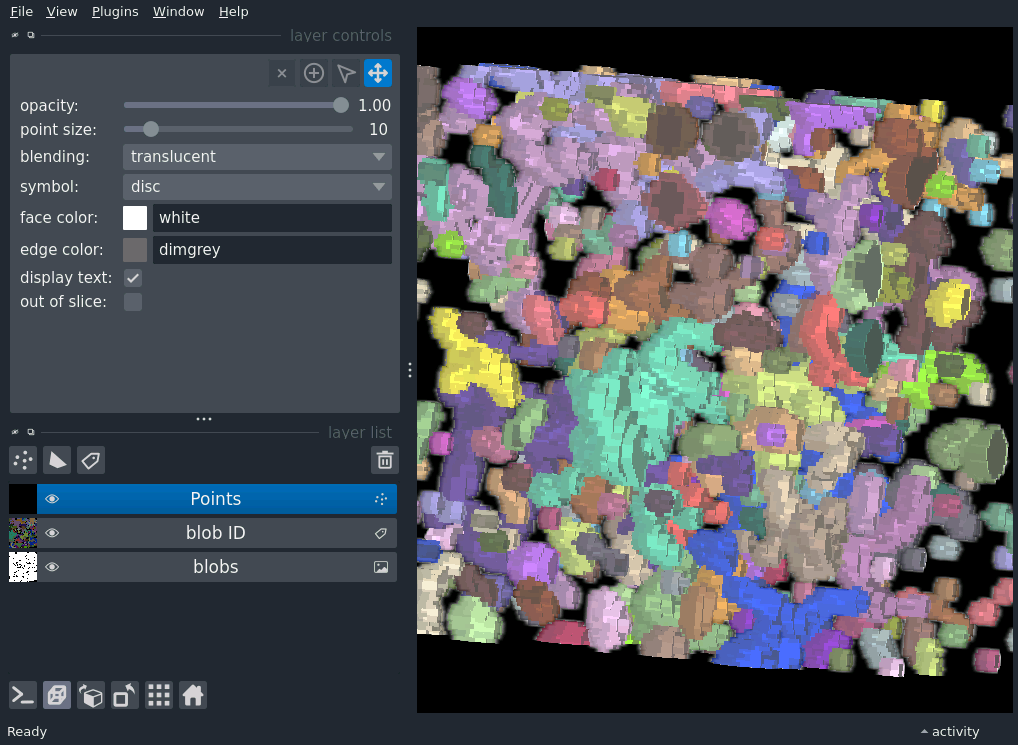 File View Plugins Window Help
layer controls
opacity: 1.00
point size: 10
blending: translucent
symbol: disc
face color: white
edge color: dimgrey
display text:
out of slice:
layer list
Points
blob ID
blobs
Ready activity